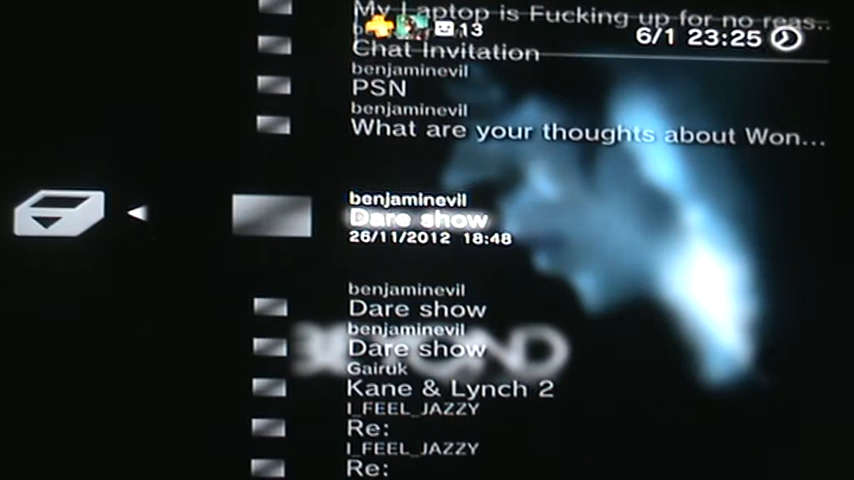 My Laptop is Fucking up for no reas..
13
6/1 23:25
Chat Invitation
benjaminevil
PSN
benjaminevil
What are your thoughts about Won...
benjaminevil
Dare show
26/11/2012 18:48
benjaminevil
Dare show
benjaminevil
Dare show
BEYOND
Gairuk
Kane & Lynch 2
I_FEEL_JAZZY
Re:
I_FEEL_JAZZY
Re: